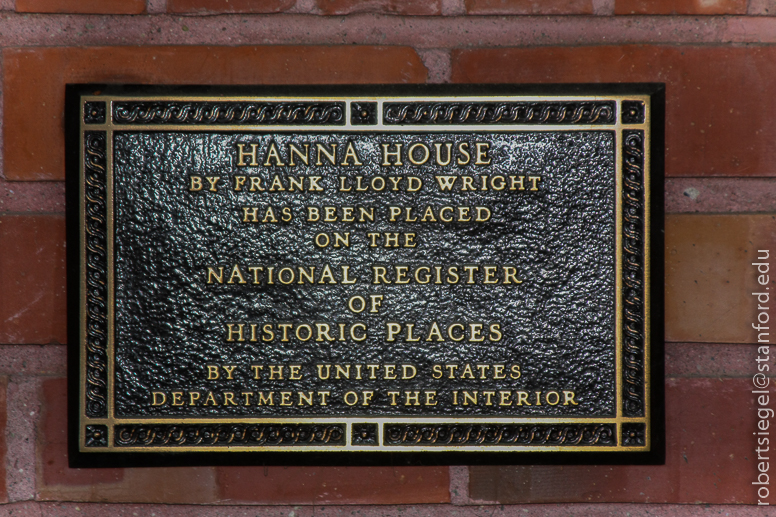 HANNA HOUSE
BY FRANK LLOYD WRIGHT
HAS BEEN PLACED
ON THE
NATIONAL REGISTER
OF
HISTORIC PLACES
BY THE UNITED STATES
DEPARTMENT OF THE INTERIOR
robertsiegel@stanford.edu